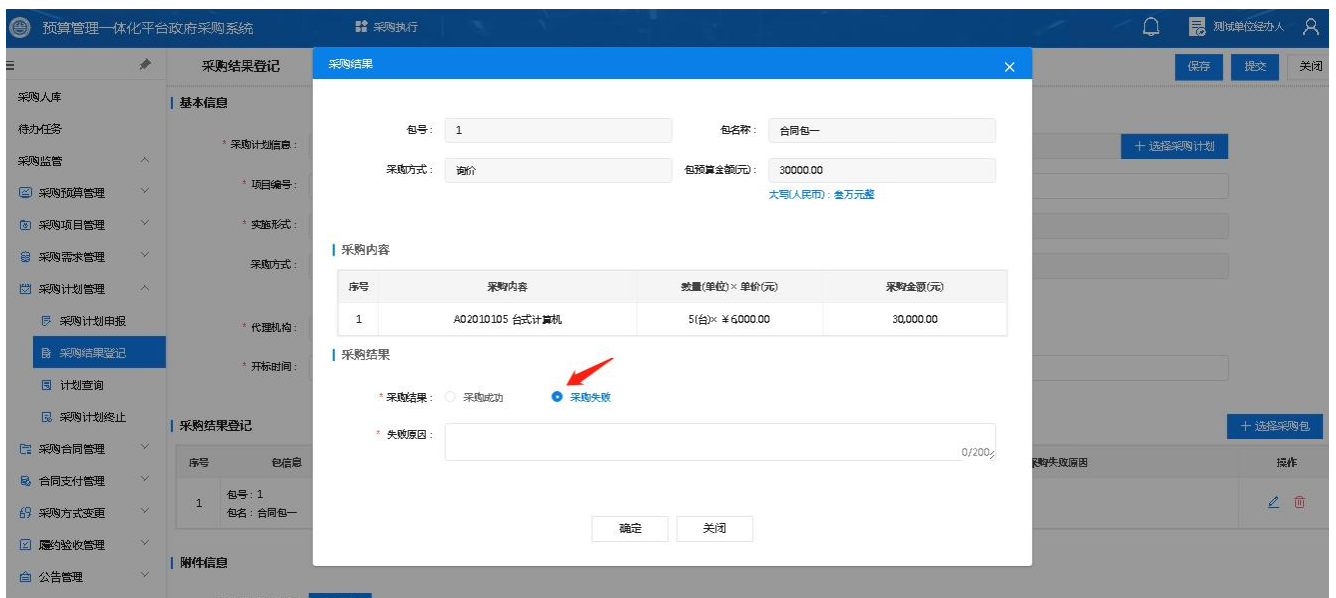 预算管理一体化平台政府采购系统
采购执行
测试单位经办人
采购人库
待办任务
采购监管
采购预算管理
采购项目管理
采购需求管理
采购计划管理
采购计划申报
采购结果登记
计划查询
采购计划终止
采购合同管理
合同支付管理
采购方式变更
履约验收管理
公告管理
采购结果登记
保存
提交
关闭
基本信息
* 采购计划信息：
+ 选择采购计划
* 项目编号：
* 实施形式：
采购方式：
* 代理机构：
* 开标时间：
采购结果登记
+ 选择采购包
序号
包信息
采购失败原因
操作
1
包号：1
包名：合同包一
附件信息
采购结果
包号： 1
包名称： 合同包一
采购方式： 询价
包预算金额(元)： 30000.00
大写(人民币)：叁万元整
采购内容
序号 采购内容 数量(单位)×单价(元) 采购金额(元)
1 A02010105 台式计算机 5(台)×￥6,000.00 30,000.00
采购结果
* 采购结果： 采购成功 采购失败
* 失败原因：
0/200
确定 关闭